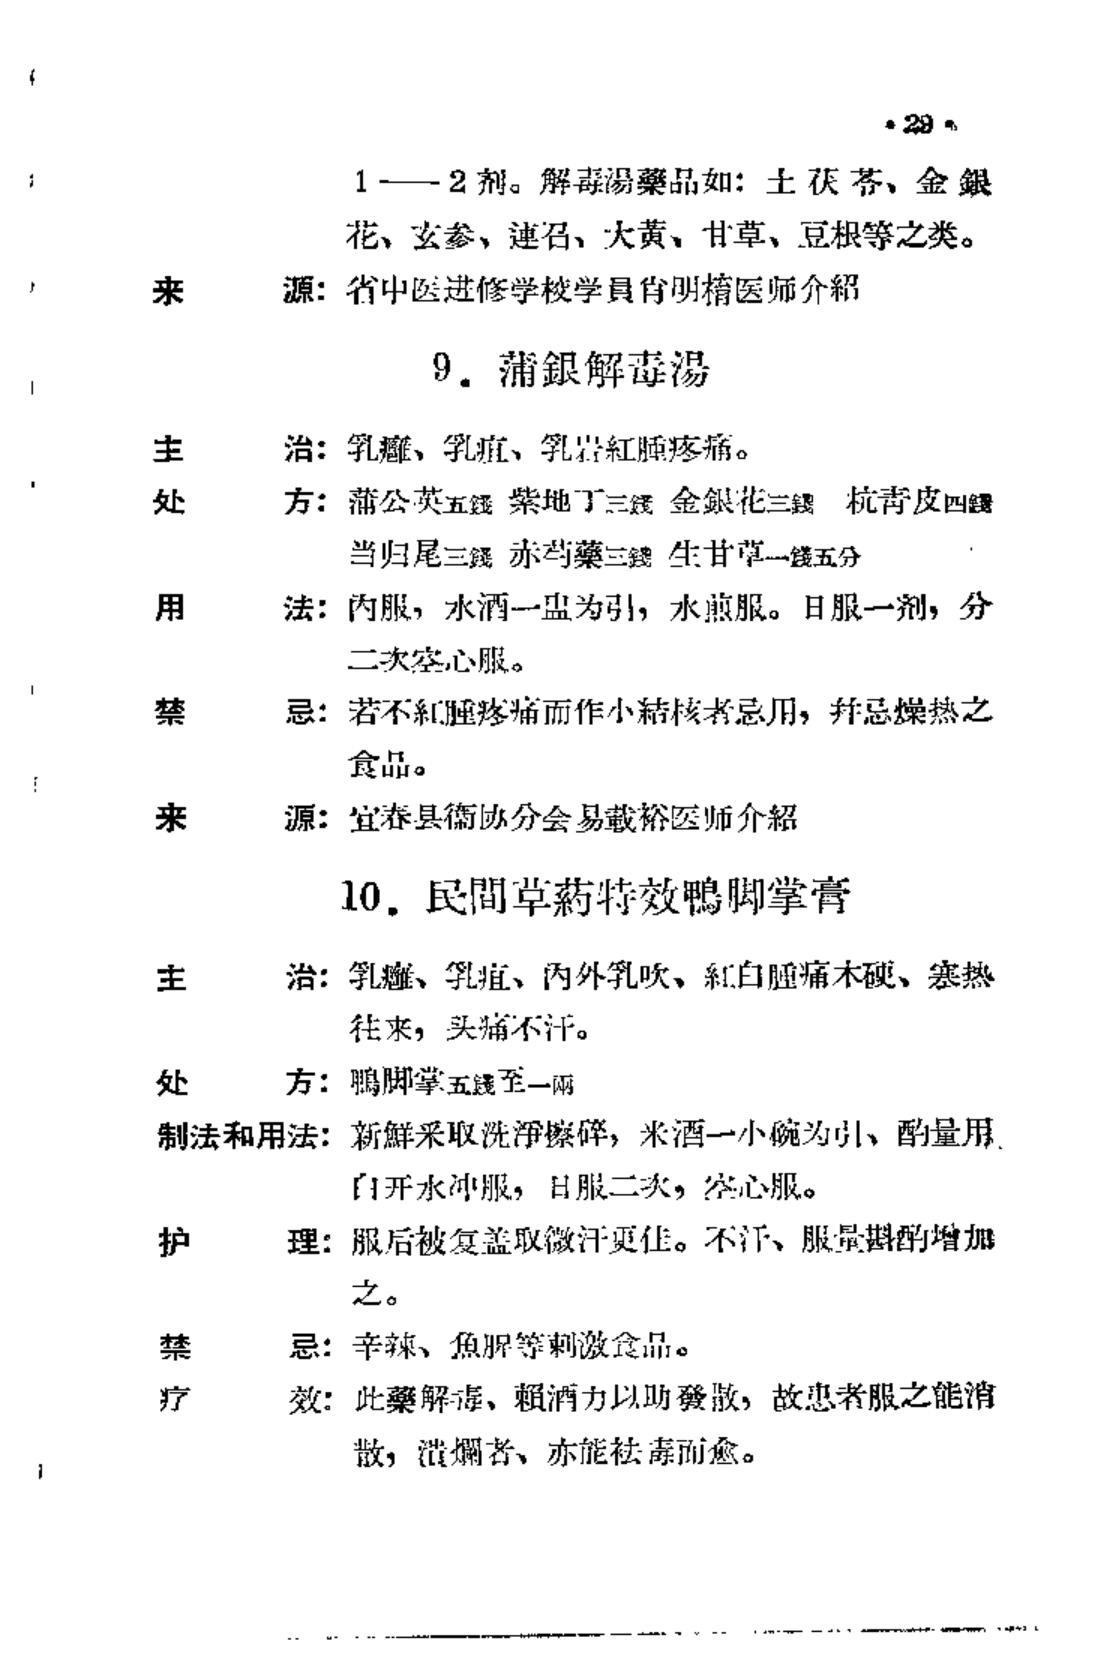 • 29 •
1——2剂。解毒湯藥品如：土茯苓、金銀
花、玄参、連召、大黄、甘草、豆根等之类。
来　　源：省中医进修学校学員肖明楕医师介紹
9. 蒲銀解毒湯
主　　治：乳癰、乳疽、乳岩紅腫疼痛。
处　　方：蒲公英五錢 紫地丁三錢 金銀花三錢 杭青皮四錢
当归尾三錢 赤芍藥三錢 生甘草一錢五分
用　　法：内服，水酒一盅为引，水煎服。日服一剂，分
二次空心服。
禁　　忌：若不紅腫疼痛而作小結核者忌用，并忌燥热之
食品。
来　　源：宜春县衞协分会易載裕医师介紹
10. 民間草葯特效鴨脚掌膏
主　　治：乳癰、乳疽、内外乳吹、紅白腫痛木硬、寒热
往来，头痛不汗。
处　　方：鴨脚掌五錢至一兩
制法和用法：新鮮采取洗淨擦碎，米酒一小碗为引、酌量用
白开水冲服，日服二次，空心服。
护　　理：服后被复盖取微汗更佳。不汗、服量斟酌增加
之。
禁　　忌：辛辣、魚腥等刺激食品。
疗　　效：此藥解毒、賴酒力以助發散，故患者服之能消
散，潰爛者、亦能祛毒而愈。